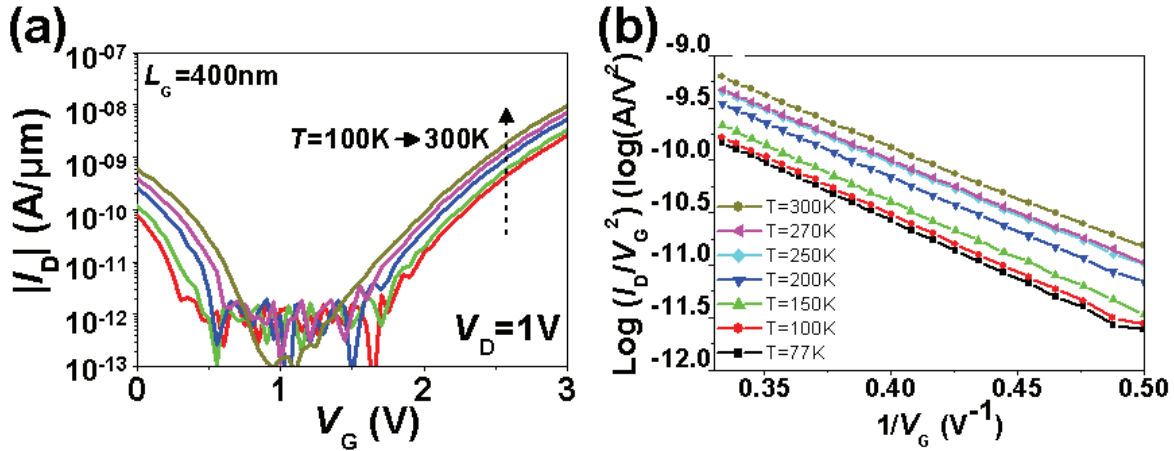 (a)
10-07
10-08
10-09
10-10
10-11
10-12
10-13
|ID| (A/μm)
LG=400nm
T=100K→300K
VD=1V
0
1
2
3
VG (V)
(b)
-9.0
-9.5
-10.0
-10.5
-11.0
-11.5
-12.0
Log (ID/VG2) (log(A/V2)
T=300K
T=270K
T=250K
T=200K
T=150K
T=100K
T=77K
0.35
0.40
0.45
0.50
1/VG (V-1)